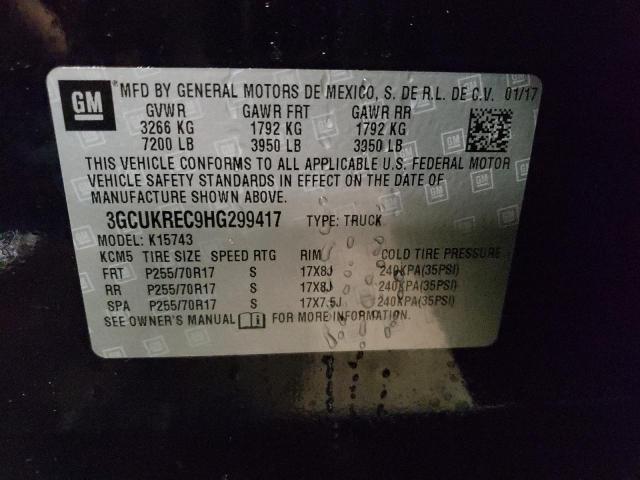 GM
MFD BY GENERAL MOTORS DE MEXICO, S. DE R.L. DE C.V. 01/17
GVWR GAWR FRT GAWR RR
3266 KG 1792 KG 1792 KG
7200 LB 3950 LB 3950 LB
THIS VEHICLE CONFORMS TO ALL APPLICABLE U.S. FEDERAL MOTOR
VEHICLE SAFETY STANDARDS IN EFFECT ON THE DATE OF
MANUFACTURE SHOWN ABOVE.
3GCUKREC9HG299417 TYPE: TRUCK
MODEL: K15743
KCM5 TIRE SIZE SPEED RTG RIM COLD TIRE PRESSURE
FRT P255/70R17 S 17X8J 240KPA(35PSI)
RR P255/70R17 S 17X8J 240KPA(35PSI)
SPA P255/70R17 S 17X7.5J 240KPA(35PSI)
SEE OWNER'S MANUAL FOR MORE INFORMATION.